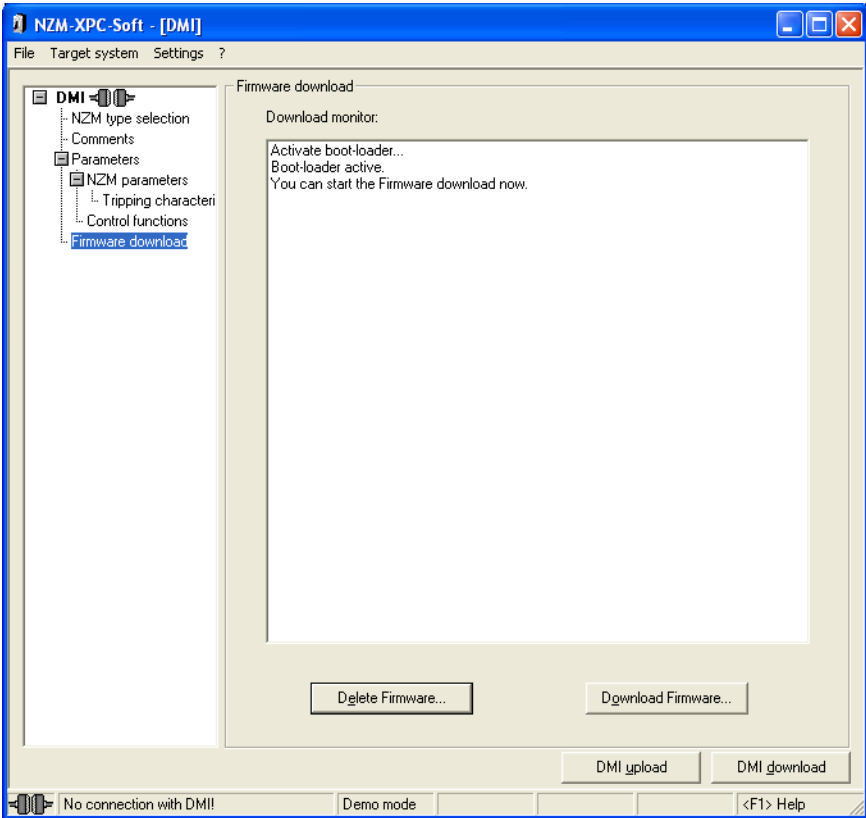 NZM-XPC-Soft - [DMI]
File Target system Settings ?
DMI
NZM type selection
Comments
Parameters
NZM parameters
Tripping characteri
Control functions
Firmware download
Firmware download
Download monitor:
Activate boot-loader...
Boot-loader active.
You can start the Firmware download now.
Delete Firmware... Download Firmware...
DMI upload DMI download
No connection with DMI! Demo mode <F1> Help